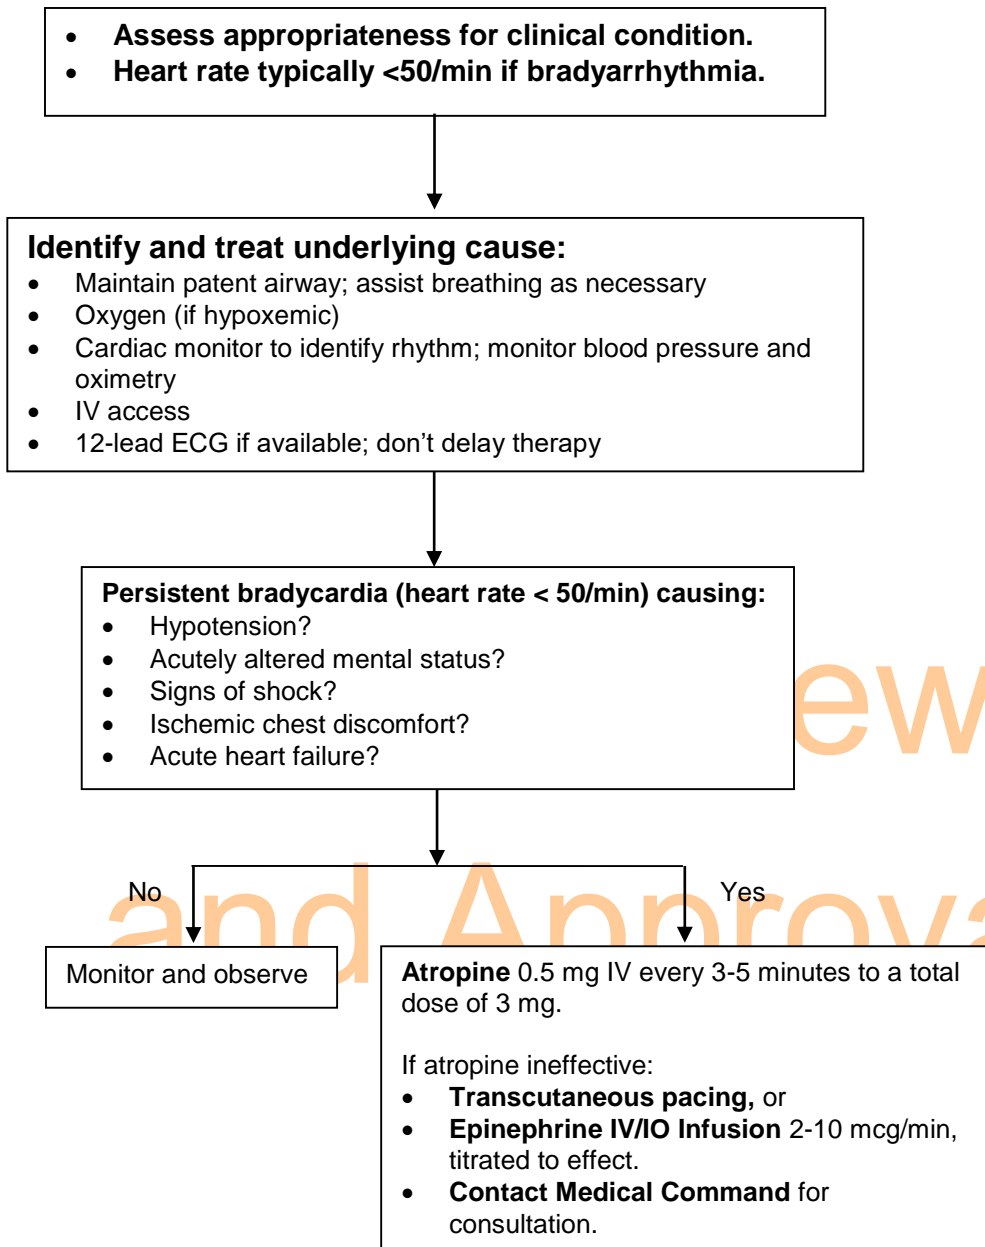 • Assess appropriateness for clinical condition.
• Heart rate typically <50/min if bradyarrhythmia.
Identify and treat underlying cause:
• Maintain patent airway; assist breathing as necessary
• Oxygen (if hypoxemic)
• Cardiac monitor to identify rhythm; monitor blood pressure and
oximetry
• IV access
• 12-lead ECG if available; don't delay therapy
Persistent bradycardia (heart rate < 50/min) causing:
• Hypotension?
• Acutely altered mental status?
• Signs of shock?
• Ischemic chest discomfort?
• Acute heart failure?
ew
No
Yes
and Approva
Monitor and observe
Atropine 0.5 mg IV every 3-5 minutes to a total
dose of 3 mg.
If atropine ineffective:
• Transcutaneous pacing, or
• Epinephrine IV/IO Infusion 2-10 mcg/min,
titrated to effect.
• Contact Medical Command for
consultation.